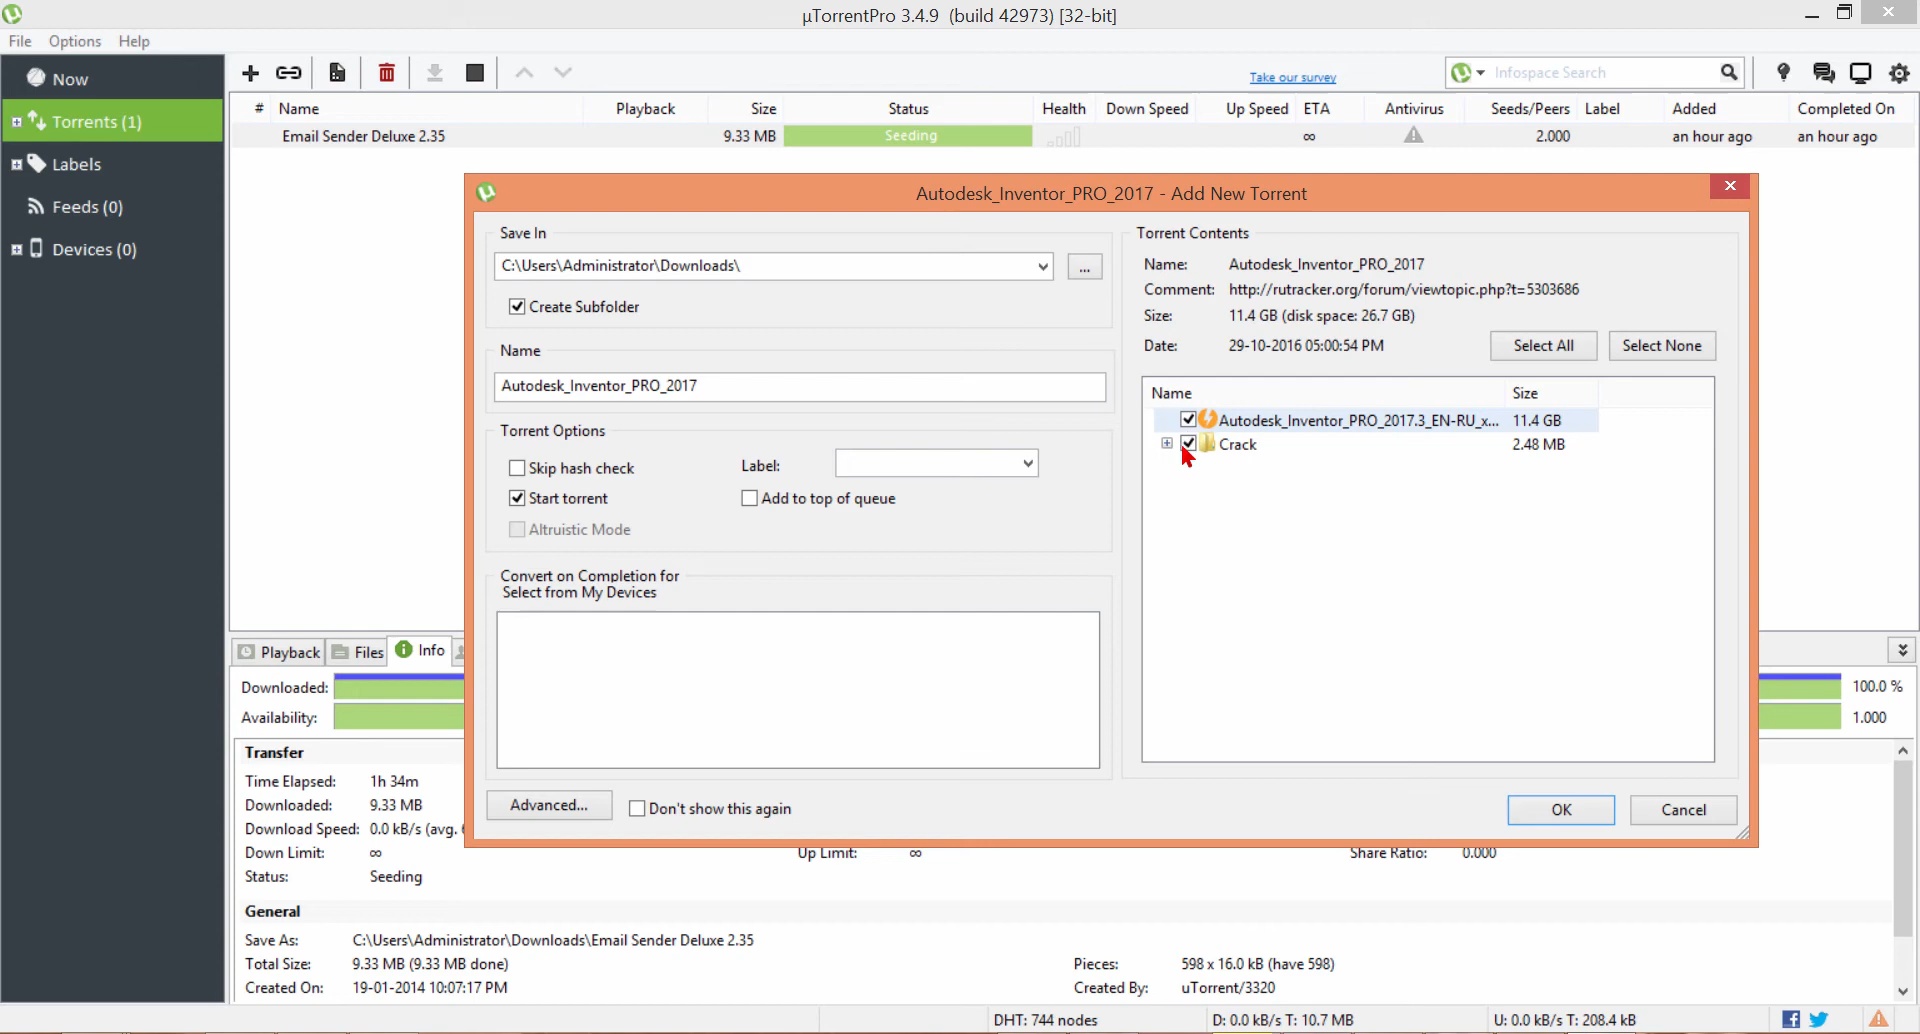 µTorrentPro 3.4.9 (build 42973) [32-bit]
File Options Help
Now
Torrents (1)
Labels
Feeds (0)
Devices (0)
Take our survey
Infospace Search
# Name Playback Size Status Health Down Speed Up Speed ETA Antivirus Seeds/Peers Label Added Completed On
Email Sender Deluxe 2.35 9.33 MB Seeding ∞ 2.000 an hour ago an hour ago
Autodesk_Inventor_PRO_2017 - Add New Torrent
Save In
C:\Users\Administrator\Downloads\
...
Create Subfolder
Name
Autodesk_Inventor_PRO_2017
Torrent Options
Skip hash check
Label:
Start torrent
Add to top of queue
Altruistic Mode
Convert on Completion for
Select from My Devices
Advanced...
Don't show this again
Torrent Contents
Name: Autodesk_Inventor_PRO_2017
Comment: http://rutracker.org/forum/viewtopic.php?t=5303686
Size: 11.4 GB (disk space: 26.7 GB)
Date: 29-10-2016 05:00:54 PM
Select All
Select None
Name Size
Autodesk_Inventor_PRO_2017.3_EN-RU_x... 11.4 GB
Crack 2.48 MB
OK
Cancel
Playback Files Info
Downloaded: 100.0 %
Availability: 1.000
Transfer
Time Elapsed: 1h 34m
Downloaded: 9.33 MB
Download Speed: 0.0 kB/s (avg.
Down Limit: ∞ Up Limit: ∞ Share Ratio: 0.000
Status: Seeding
General
Save As: C:\Users\Administrator\Downloads\Email Sender Deluxe 2.35
Total Size: 9.33 MB (9.33 MB done) Pieces: 598 x 16.0 kB (have 598)
Created On: 19-01-2014 10:07:17 PM Created By: uTorrent/3320
DHT: 744 nodes D: 0.0 kB/s T: 10.7 MB U: 0.0 kB/s T: 208.4 kB